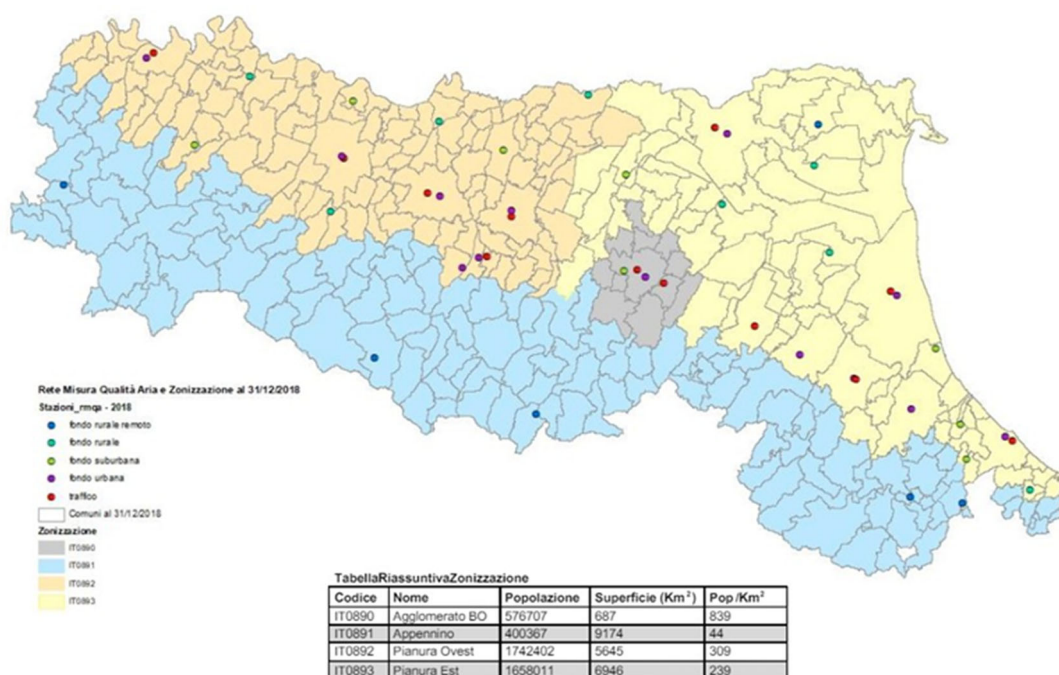 Rete Misura Qualità Aria e Zonizzazione al 31/12/2018
Stazioni_rmqa - 2018
fondo rurale remoto
fondo rurale
fondo suburbana
fondo urbana
traffico
Comuni al 31/12/2018
Zonizzazione
IT0890
IT0891
IT0892
IT0893
TabellaRiassuntivaZonizzazione
Codice Nome Popolazione Superficie (Km²) Pop/Km²
IT0890 Agglomerato BO 576707 687 839
IT0891 Appennino 400367 9174 44
IT0892 Pianura Ovest 1742402 5645 309
IT0893 Pianura Est 1658011 6946 239